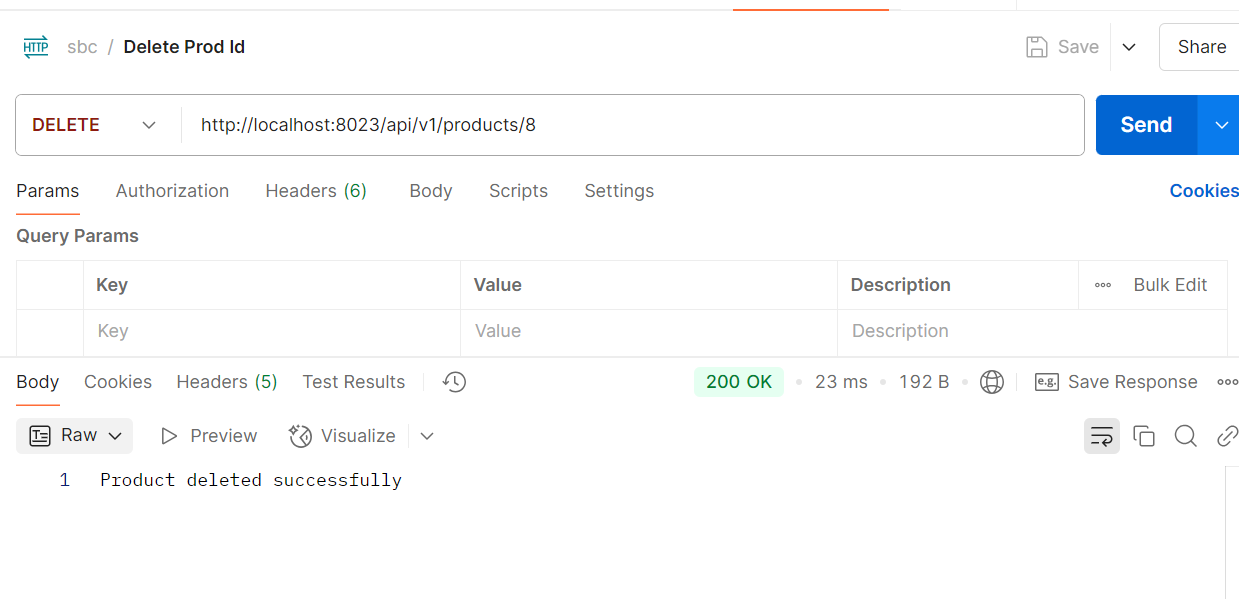 HTTP sbc / Delete Prod Id Save Share
DELETE http://localhost:8023/api/v1/products/8 Send
Params Authorization Headers (6) Body Scripts Settings Cookies
Query Params
Key Value Description Bulk Edit
Key Value Description
Body Cookies Headers (5) Test Results 200 OK 23 ms 192 B e.g. Save Response
Raw Preview Visualize
1 Product deleted successfully